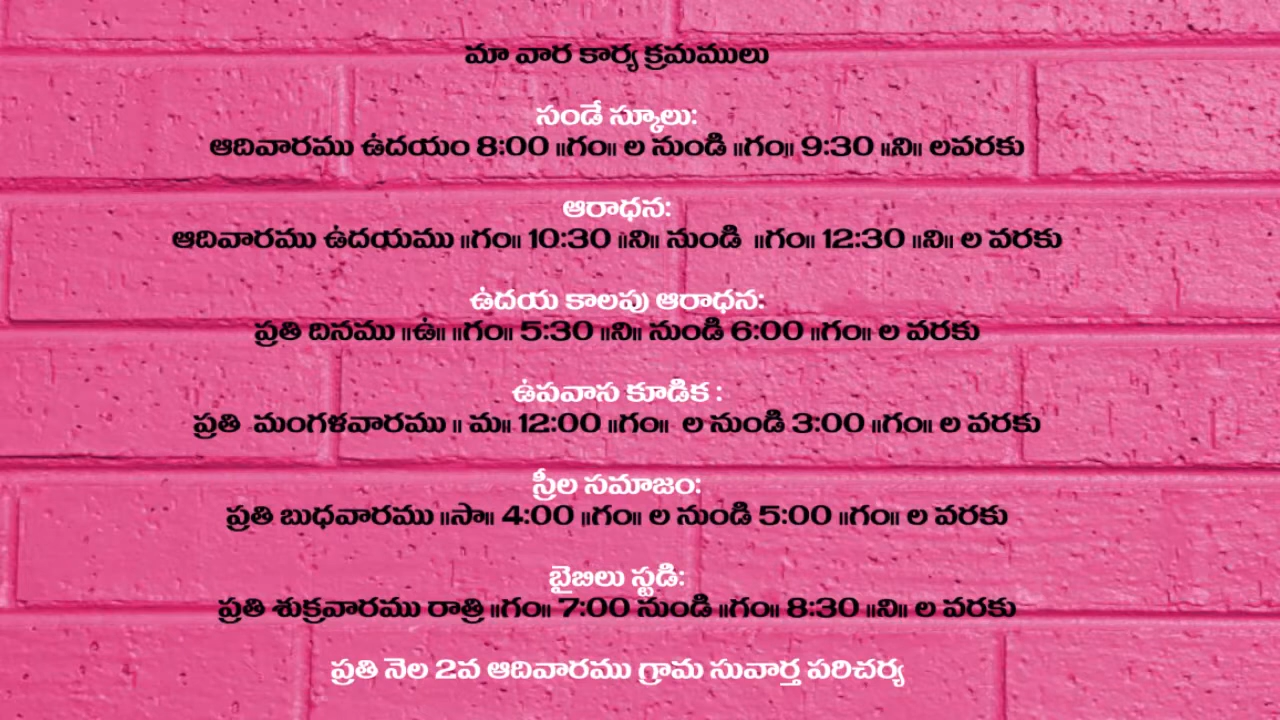 మా వార కార్య క్రమములు
సండే స్కూలు:
ఆదివారము ఉదయం 8:00 ॥గం॥ ల నుండి ॥గం॥ 9:30 ॥ని॥ లవరకు
ఆరాధన:
ఆదివారము ఉదయము ॥గం॥ 10:30 ॥ని॥ నుండి ॥గం॥ 12:30 ॥ని॥ ల వరకు
ఉదయ కాలపు ఆరాధన:
ప్రతి దినము ॥ఉ॥ ॥గం॥ 5:30 ॥ని॥ నుండి 6:00 ॥గం॥ ల వరకు
ఉపవాస కూడిక :
ప్రతి మంగళవారము ॥ మ॥ 12:00 ॥గం॥ ల నుండి 3:00 ॥గం॥ ల వరకు
స్త్రీల సమాజం:
ప్రతి బుధవారము ॥సా॥ 4:00 ॥గం॥ ల నుండి 5:00 ॥గం॥ ల వరకు
బైబిలు స్టడి:
ప్రతి శుక్రవారము రాత్రి ॥గం॥ 7:00 నుండి ॥గం॥ 8:30 ॥ని॥ ల వరకు
ప్రతి నెల 2వ ఆదివారము గ్రామ సువార్త పరిచర్య